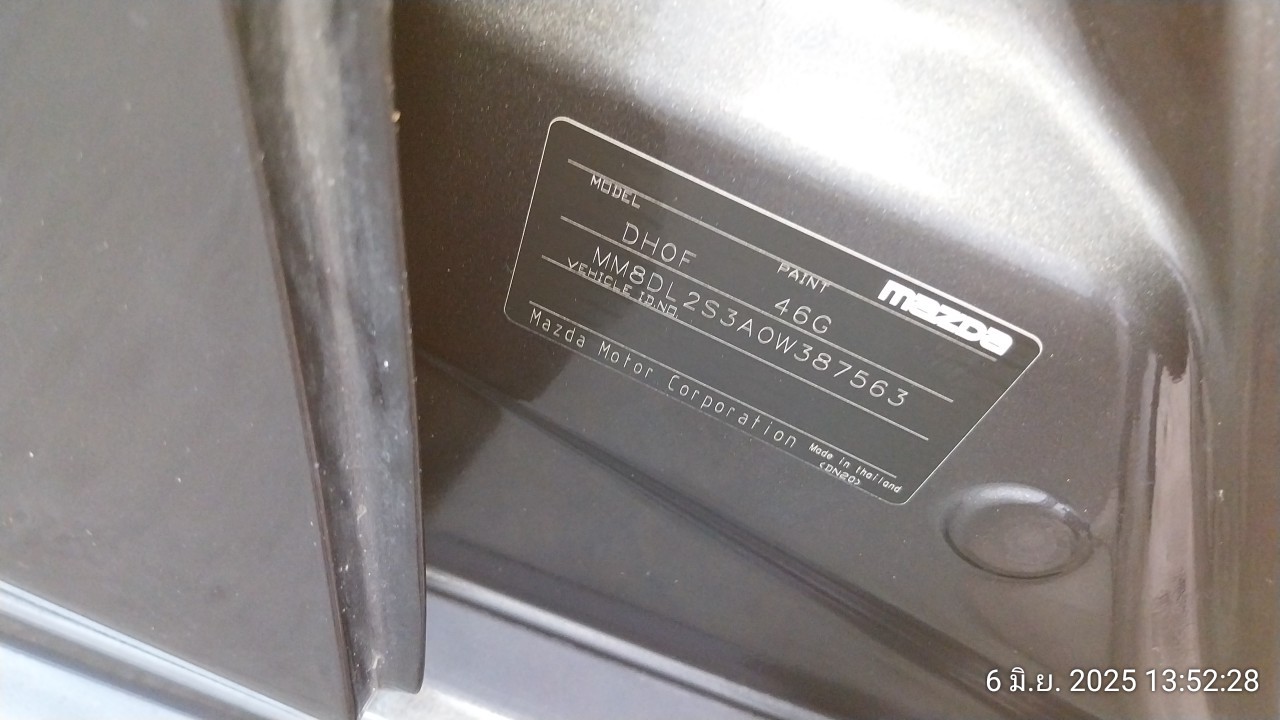 MODEL
DH0F
PAINT
46G
mazda
MM8DL2S3A0W387563
VEHICLE ID.NO.
Mazda Motor Corporation
Made in thailand
<DN20>
6 มิ.ย. 2025 13:52:28